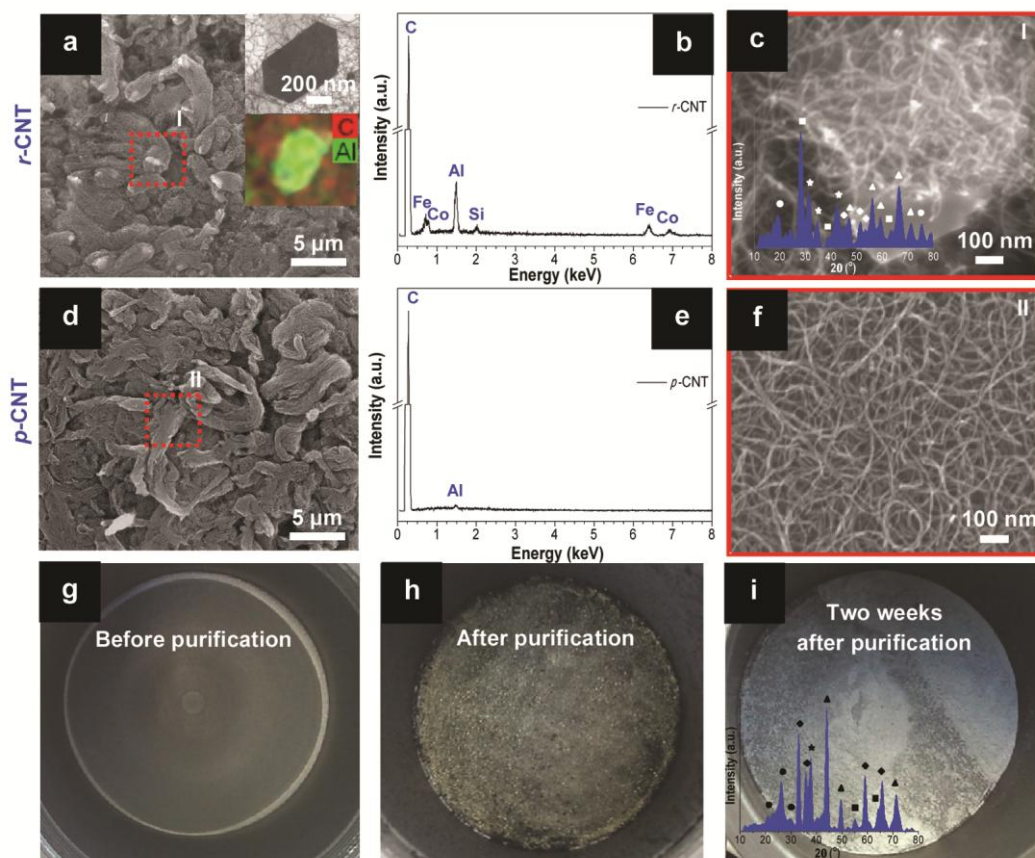 r-CNT
a
I
200 nm
C
Al
5 µm
b
Intensity (a.u.)
C
Fe
Co
Al
Si
Fe
Co
r-CNT
0 1 2 3 4 5 6 7 8
Energy (keV)
c
I
Intensity (a.u.)
10 20 30 40 50 60 70 80
2θ (°)
100 nm
p-CNT
d
II
5 µm
e
Intensity (a.u.)
C
Al
p-CNT
0 1 2 3 4 5 6 7 8
Energy (keV)
f
II
100 nm
g
Before purification
h
After purification
i
Two weeks
after purification
Intensity (a.u.)
10 20 30 40 50 60 70 80
2θ (°)